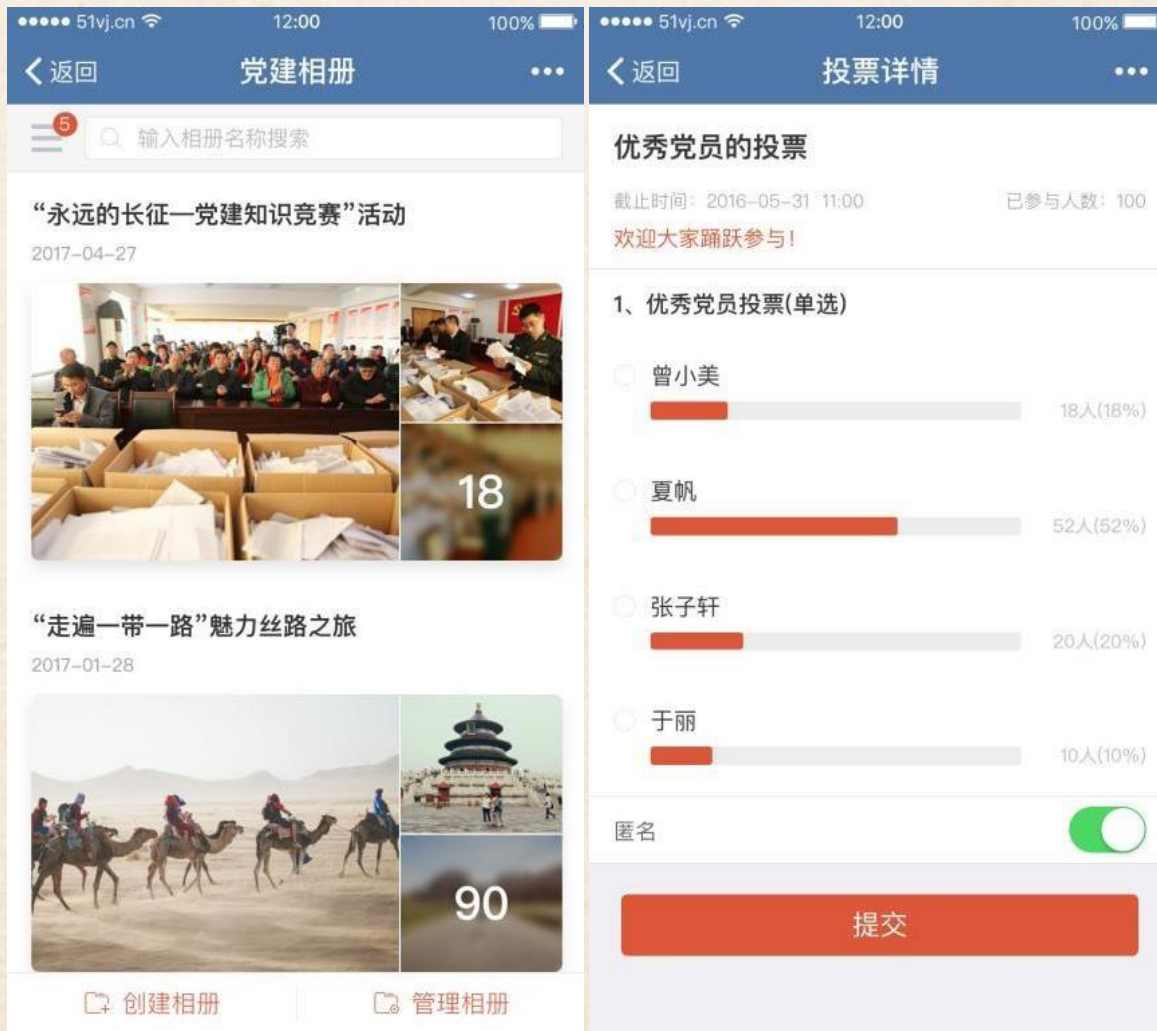 51vj.cn 12:00 100%
返回 党建相册
5 输入相册名称搜索
“永远的长征—党建知识竞赛”活动
2017-04-27
18
“走遍一带一路”魅力丝路之旅
2017-01-28
90
创建相册 管理相册
51vj.cn 12:00 100%
返回 投票详情
优秀党员的投票
截止时间: 2016-05-31 11:00 已参与人数: 100
欢迎大家踊跃参与!
1、优秀党员投票(单选)
曾小美
18人(18%)
夏帆
52人(52%)
张子轩
20人(20%)
于丽
10人(10%)
匿名
提交